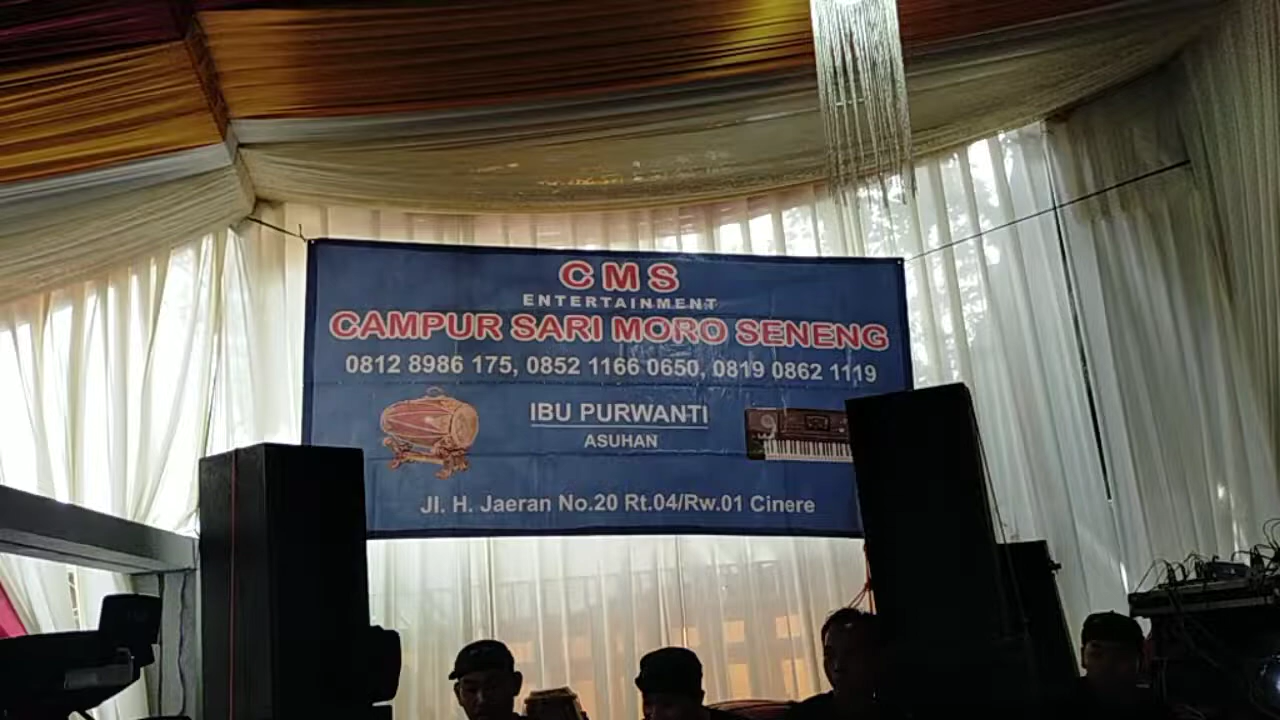 CMS
ENTERTAINMENT
CAMPUR SARI MORO SENENG
0812 8986 175, 0852 1166 0650, 0819 0862 1119
IBU PURWANTI
ASUHAN
Jl. H. Jaeran No.20 Rt.04/Rw.01 Cinere